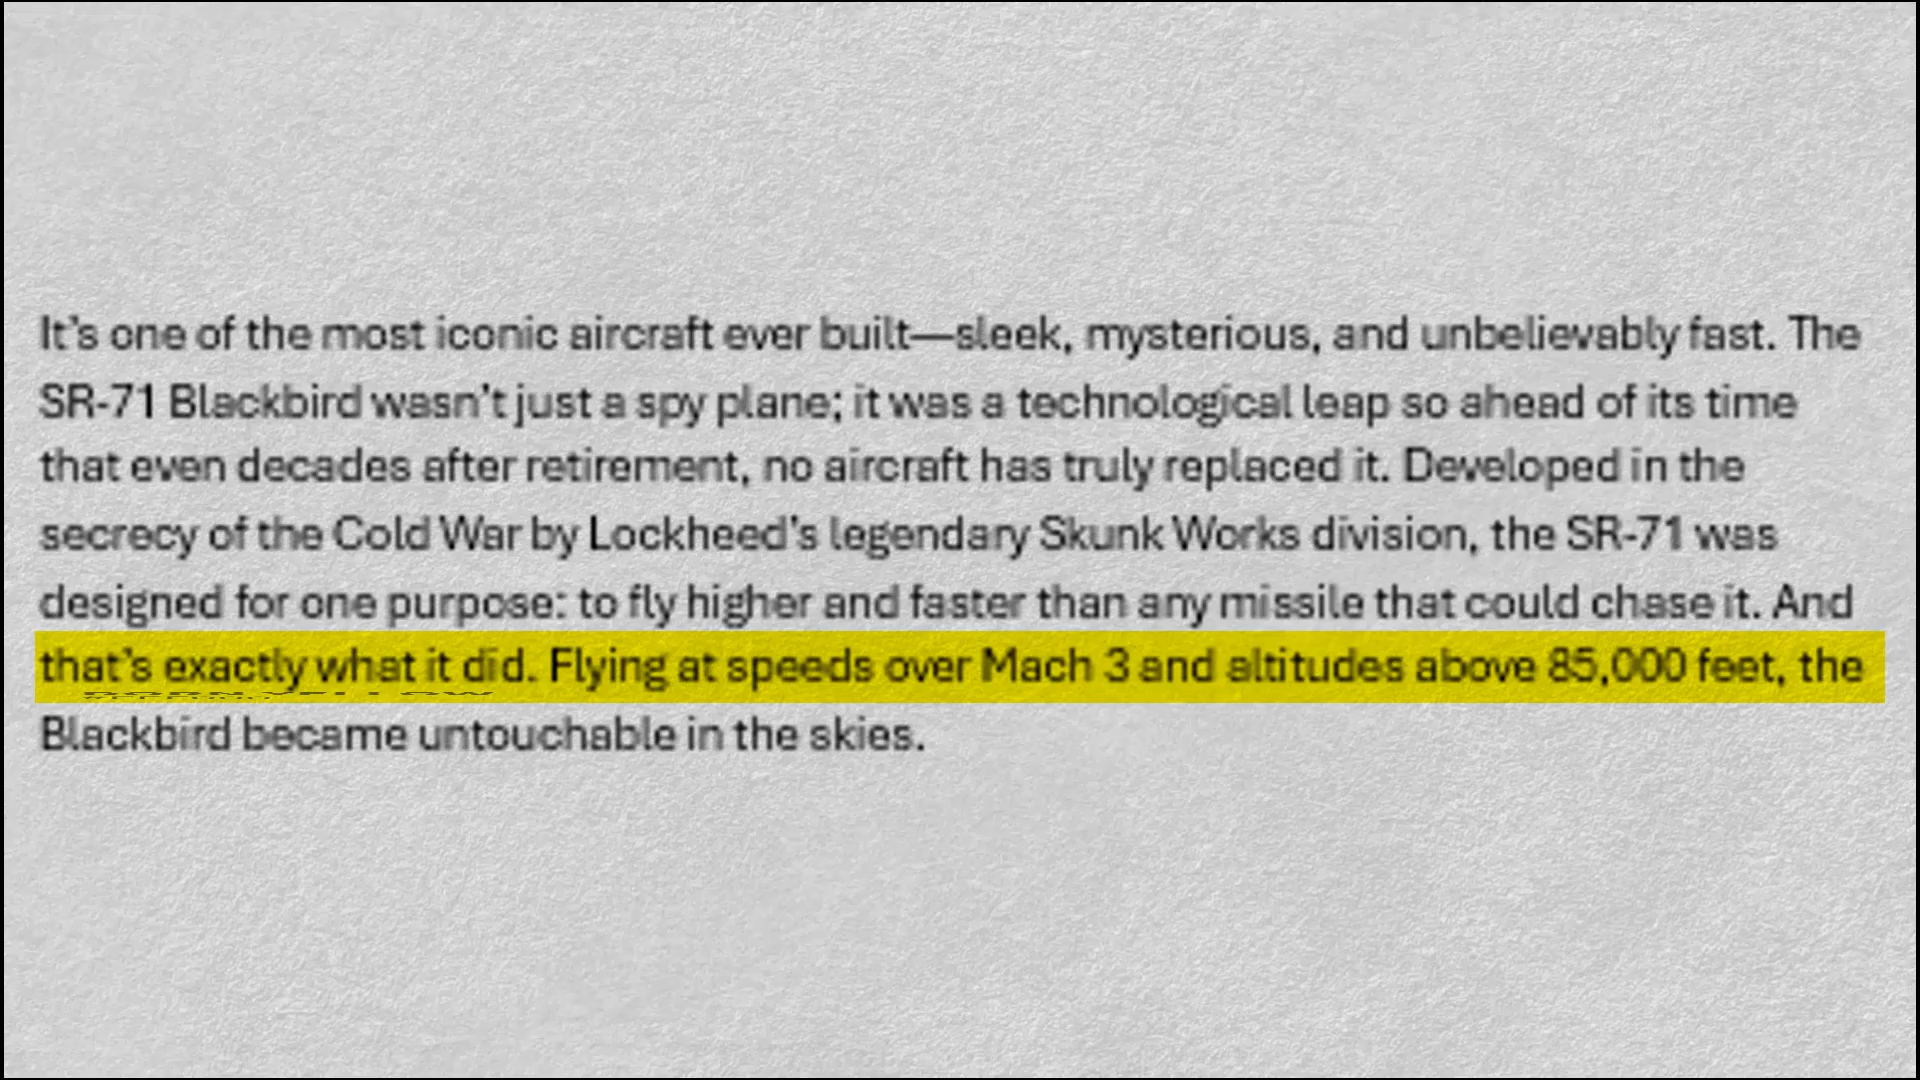 It's one of the most iconic aircraft ever built—sleek, mysterious, and unbelievably fast. The
SR-71 Blackbird wasn't just a spy plane; it was a technological leap so ahead of its time
that even decades after retirement, no aircraft has truly replaced it. Developed in the
secrecy of the Cold War by Lockheed's legendary Skunk Works division, the SR-71 was
designed for one purpose: to fly higher and faster than any missile that could chase it. And
that's exactly what it did. Flying at speeds over Mach 3 and altitudes above 85,000 feet, the
Blackbird became untouchable in the skies.